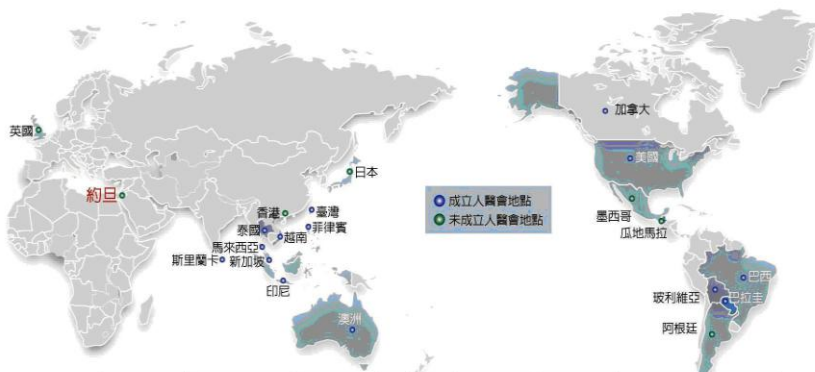 英國
約旦
日本
香港
臺灣
泰國
越南
菲律賓
馬來西亞
斯里蘭卡
新加坡
印尼
澳洲
成立人醫會地點
未成立人醫會地點
加拿大
美國
墨西哥
瓜地馬拉
巴西
玻利維亞
巴拉圭
阿根廷